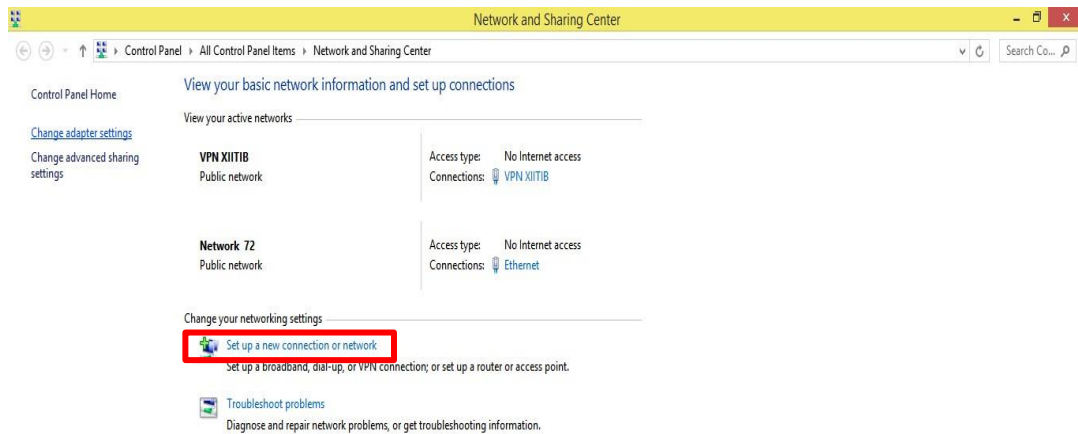 Network and Sharing Center
Control Panel All Control Panel Items Network and Sharing Center
Search Co...
Control Panel Home
Change adapter settings
Change advanced sharing
settings
View your basic network information and set up connections
View your active networks
VPN XIITIB
Public network
Access type: No Internet access
Connections: VPN XIITIB
Network 72
Public network
Access type: No Internet access
Connections: Ethernet
Change your networking settings
Set up a new connection or network
Set up a broadband, dial-up, or VPN connection; or set up a router or access point.
Troubleshoot problems
Diagnose and repair network problems, or get troubleshooting information.